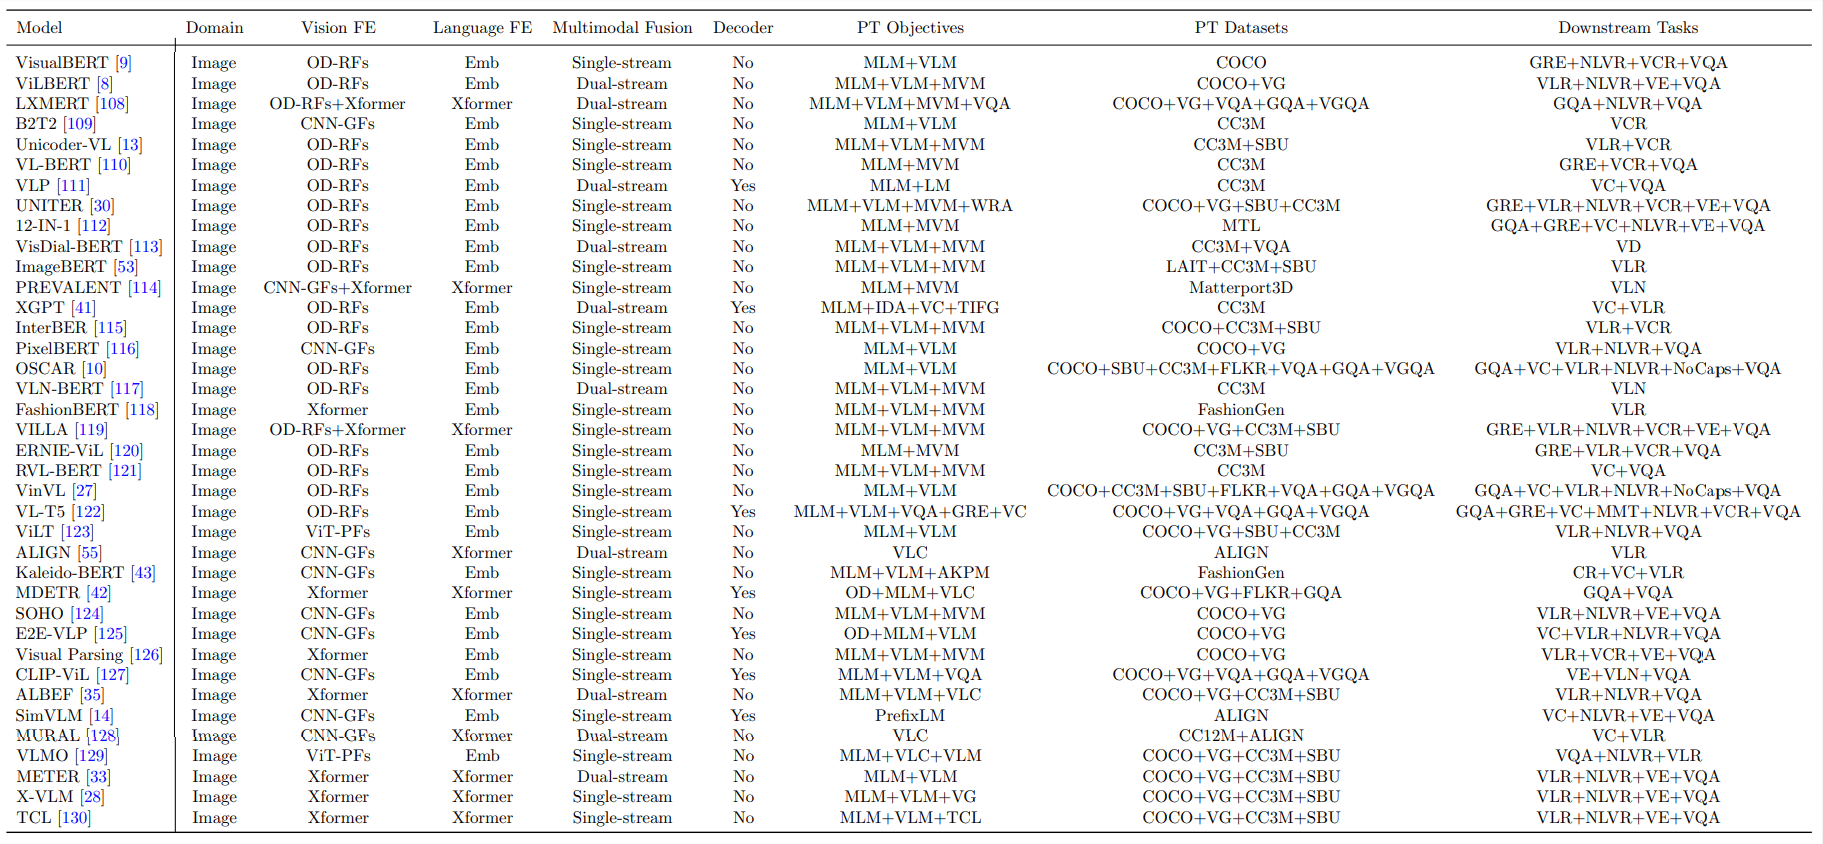 Model Domain Vision FE Language FE Multimodal Fusion Decoder PT Objectives PT Datasets Downstream Tasks
VisualBERT [9] Image OD-RFs Emb Single-stream No MLM+VLM COCO GRE+NLVR+VCR+VQA
ViLBERT [8] Image OD-RFs Emb Dual-stream No MLM+VLM+MVM COCO+VG VLR+NLVR+VE+VQA
LXMERT [108] Image OD-RFs+Xformer Xformer Dual-stream No MLM+VLM+MVM+VQA COCO+VG+VQA+GQA+VGQA GQA+NLVR+VQA
B2T2 [109] Image CNN-GFs Emb Single-stream No MLM+VLM CC3M VCR
Unicoder-VL [13] Image OD-RFs Emb Single-stream No MLM+VLM+MVM CC3M+SBU VLR+VCR
VL-BERT [110] Image OD-RFs Emb Single-stream No MLM+MVM CC3M GRE+VCR+VQA
VLP [111] Image OD-RFs Emb Dual-stream Yes MLM+LM CC3M VC+VQA
UNITER [30] Image OD-RFs Emb Single-stream No MLM+VLM+MVM+WRA COCO+VG+SBU+CC3M GRE+VLR+NLVR+VCR+VE+VQA
12-IN-1 [112] Image OD-RFs Emb Single-stream No MLM+MVM MTL GQA+GRE+VC+NLVR+VE+VQA
VisDial-BERT [113] Image OD-RFs Emb Dual-stream No MLM+VLM+MVM CC3M+VQA VD
ImageBERT [53] Image OD-RFs Emb Single-stream No MLM+VLM+MVM LAIT+CC3M+SBU VLR
PREVALENT [114] Image CNN-GFs+Xformer Xformer Single-stream No MLM+MVM Matterport3D VLN
XGPT [41] Image OD-RFs Emb Dual-stream Yes MLM+IDA+VC+TIFG CC3M VC+VLR
InterBER [115] Image OD-RFs Emb Single-stream No MLM+VLM+MVM COCO+CC3M+SBU VLR+VCR
PixelBERT [116] Image CNN-GFs Emb Single-stream No MLM+VLM COCO+VG VLR+NLVR+VQA
OSCAR [10] Image OD-RFs Emb Single-stream No MLM+VLM COCO+SBU+CC3M+FLKR+VQA+GQA+VGQA GQA+VC+VLR+NLVR+NoCaps+VQA
VLN-BERT [117] Image OD-RFs Emb Dual-stream No MLM+VLM+MVM CC3M VLN
FashionBERT [118] Image Xformer Emb Single-stream No MLM+VLM+MVM FashionGen VLR
VILLA [119] Image OD-RFs+Xformer Xformer Single-stream No MLM+VLM+MVM COCO+VG+CC3M+SBU GRE+VLR+NLVR+VCR+VE+VQA
ERNIE-ViL [120] Image OD-RFs Emb Single-stream No MLM+MVM CC3M+SBU GRE+VLR+VCR+VQA
RVL-BERT [121] Image OD-RFs Emb Single-stream No MLM+VLM+MVM CC3M VC+VQA
VinVL [27] Image OD-RFs Emb Single-stream No MLM+VLM COCO+CC3M+SBU+FLKR+VQA+GQA+VGQA GQA+VC+VLR+NLVR+NoCaps+VQA
VL-T5 [122] Image OD-RFs Emb Single-stream Yes MLM+VLM+VQA+GRE+VC COCO+VG+VQA+GQA+VGQA GQA+GRE+VC+MMT+NLVR+VCR+VQA
ViLT [123] Image ViT-PFs Emb Single-stream No MLM+VLM COCO+VG+SBU+CC3M VLR+NLVR+VQA
ALIGN [55] Image CNN-GFs Xformer Dual-stream No VLC ALIGN VLR
Kaleido-BERT [43] Image CNN-GFs Emb Single-stream No MLM+VLM+AKPM FashionGen CR+VC+VLR
MDETR [42] Image Xformer Xformer Single-stream Yes OD+MLM+VLC COCO+VG+FLKR+GQA GQA+VQA
SOHO [124] Image CNN-GFs Emb Single-stream No MLM+VLM+MVM COCO+VG VLR+NLVR+VE+VQA
E2E-VLP [125] Image CNN-GFs Emb Single-stream Yes OD+MLM+VLM COCO+VG VC+VLR+NLVR+VQA
Visual Parsing [126] Image Xformer Emb Single-stream No MLM+VLM+MVM COCO+VG VLR+VCR+VE+VQA
CLIP-ViL [127] Image CNN-GFs Emb Single-stream Yes MLM+VLM+VQA COCO+VG+VQA+GQA+VGQA VE+VLN+VQA
ALBEF [35] Image Xformer Xformer Dual-stream No MLM+VLM+VLC COCO+VG+CC3M+SBU VLR+NLVR+VQA
SimVLM [14] Image CNN-GFs Emb Single-stream Yes PrefixLM ALIGN VC+NLVR+VE+VQA
MURAL [128] Image CNN-GFs Xformer Dual-stream No VLC CC12M+ALIGN VC+VLR
VLMO [129] Image ViT-PFs Emb Single-stream No MLM+VLC+VLM COCO+VG+CC3M+SBU VQA+NLVR+VLR
METER [33] Image Xformer Xformer Dual-stream No MLM+VLM COCO+VG+CC3M+SBU VLR+NLVR+VE+VQA
X-VLM [28] Image Xformer Xformer Single-stream No MLM+VLM+VG COCO+VG+CC3M+SBU VLR+NLVR+VE+VQA
TCL [130] Image Xformer Xformer Single-stream No MLM+VLM+TCL COCO+VG+CC3M+SBU VLR+NLVR+VE+VQA